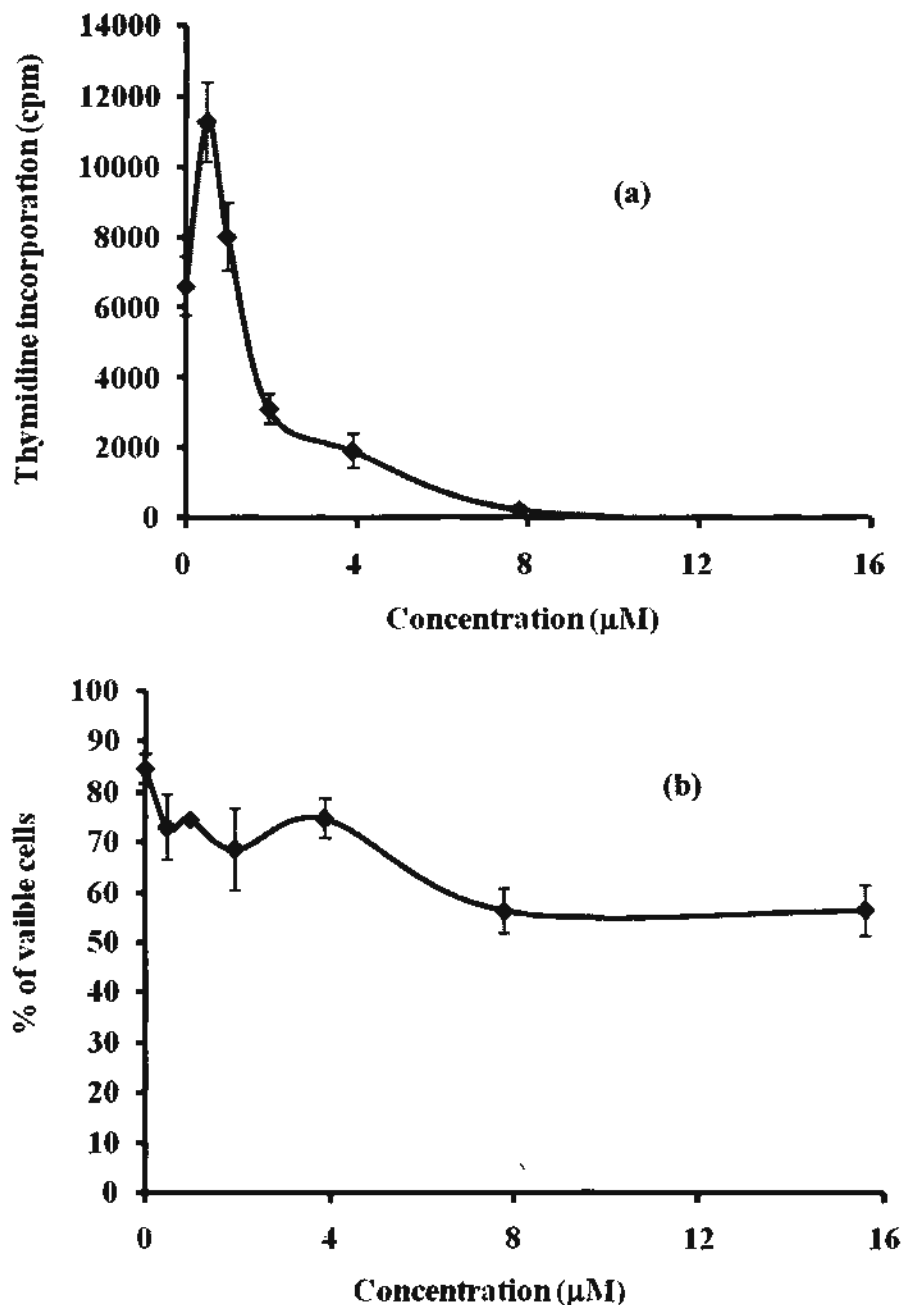 14000
12000
10000
8000
6000
4000
2000
0
Thymidine incorporation (cpm)
(a)
0 4 8 12 16
Concentration (µM)
100
90
80
70
60
50
40
30
20
10
0
% of vaible cells
(b)
0 4 8 12 16
Concentration (µM)